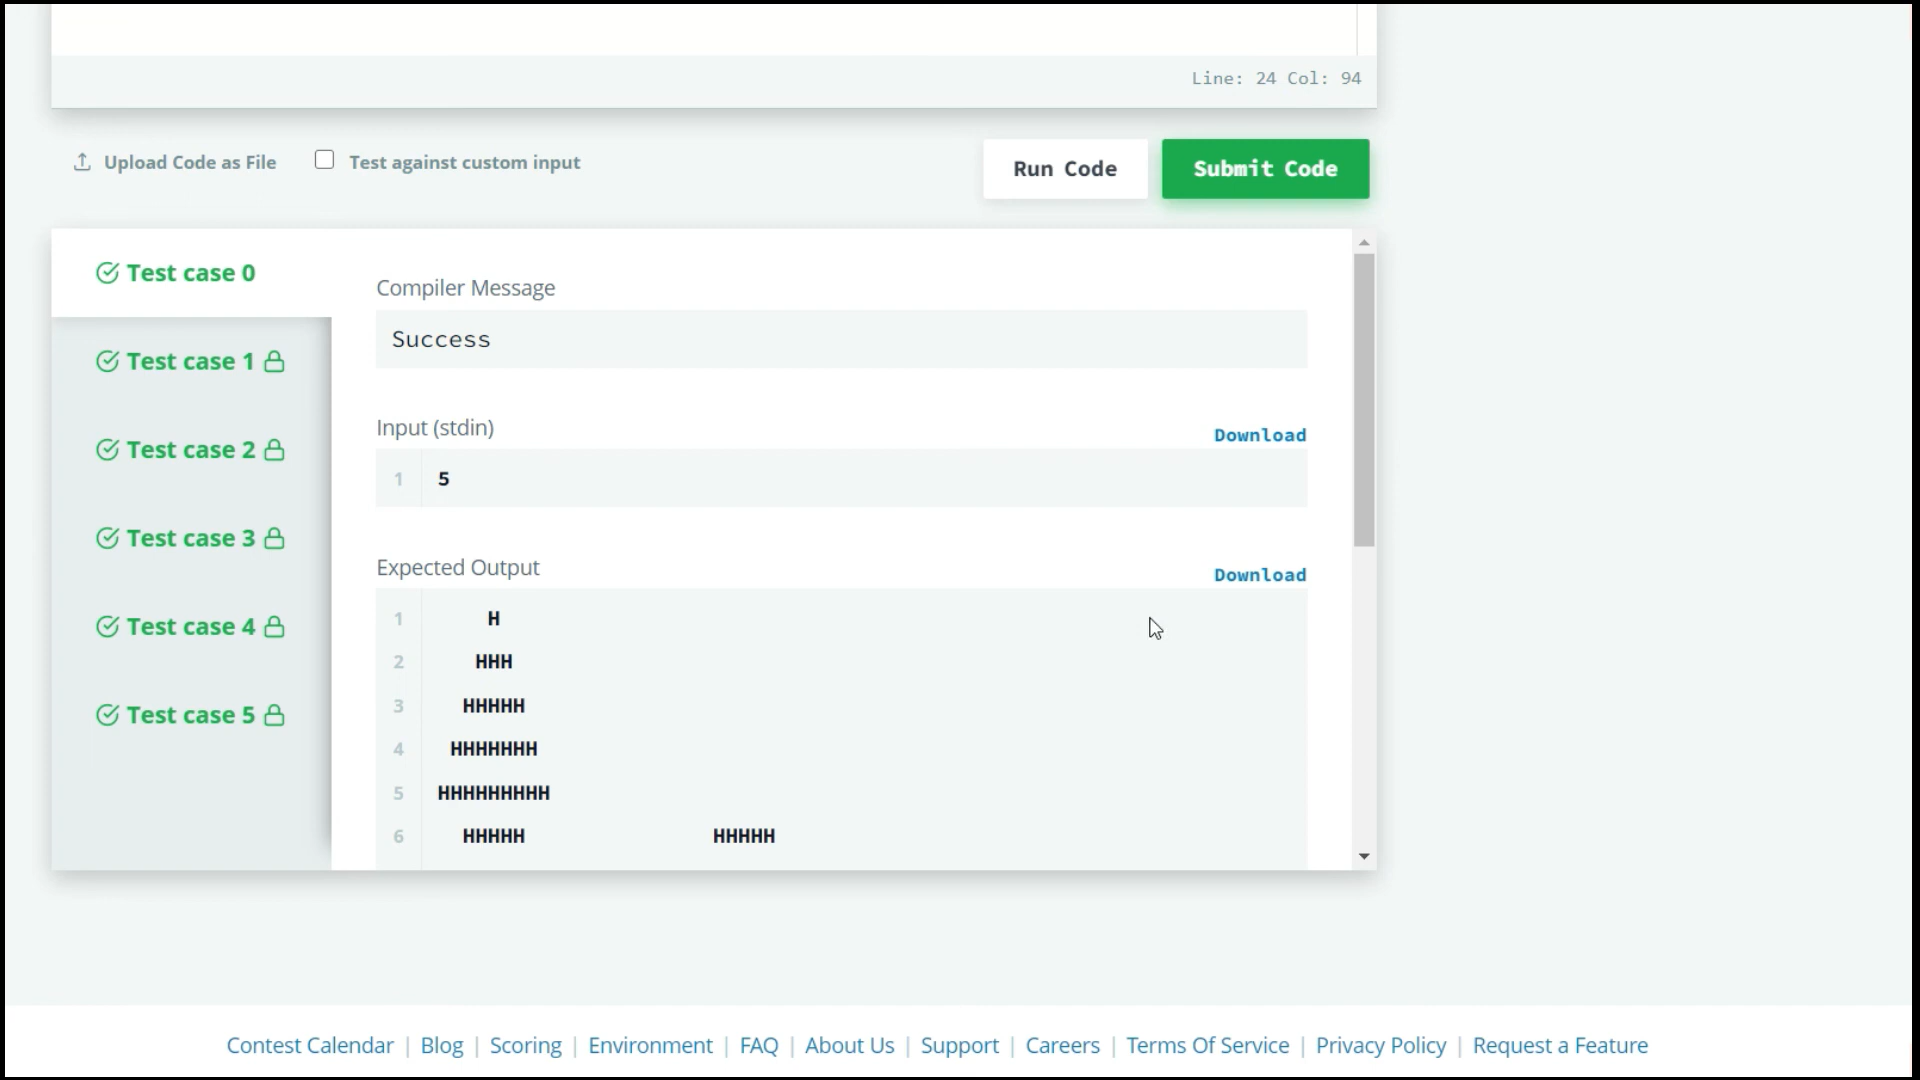 Line: 24 Col: 94
Upload Code as File
Test against custom input
Run Code
Submit Code
Test case 0
Test case 1
Test case 2
Test case 3
Test case 4
Test case 5
Compiler Message
Success
Input (stdin)
Download
1 5
Expected Output
Download
1     H
2    HHH
3   HHHHH
4  HHHHHHH
5 HHHHHHHHH
6   HHHHH               HHHHH
Contest Calendar | Blog | Scoring | Environment | FAQ | About Us | Support | Careers | Terms Of Service | Privacy Policy | Request a Feature